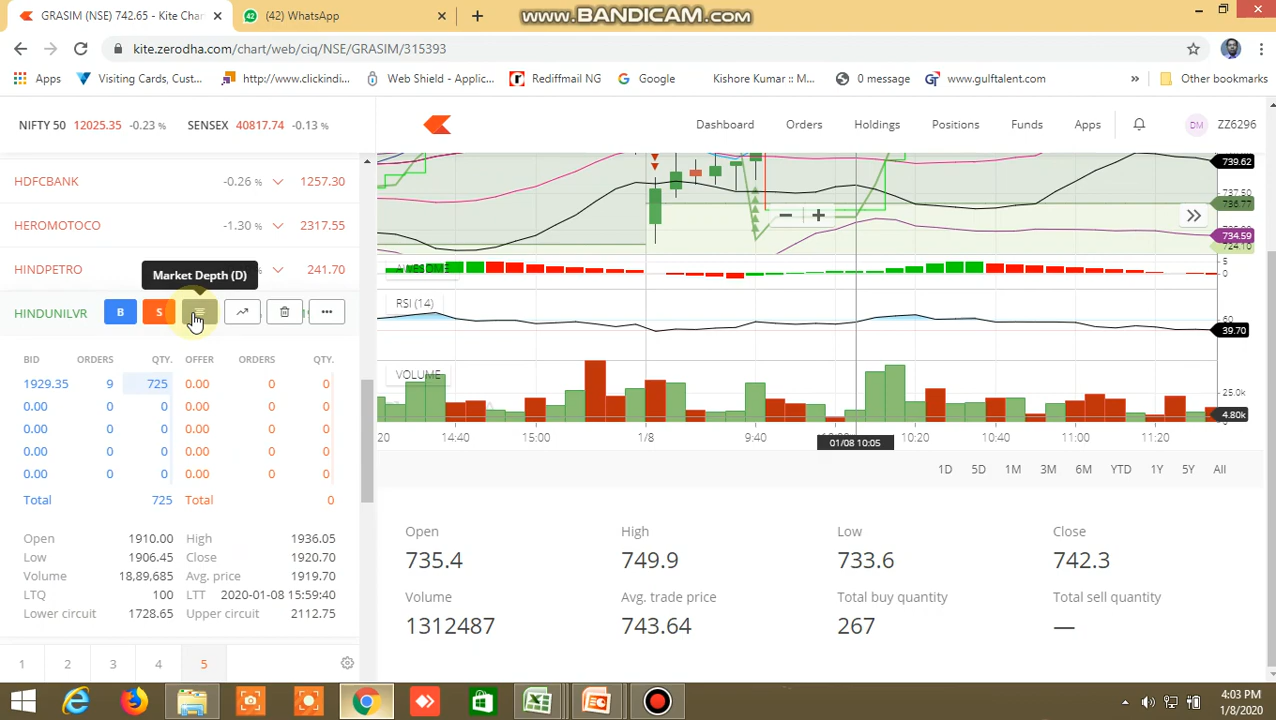 GRASIM (NSE) 742.65 - Kite Char
(42) WhatsApp
www.BANDICAM.com
kite.zerodha.com/chart/web/ciq/NSE/GRASIM/315393
Apps
Visiting Cards, Cust...
http://www.clickindi...
Web Shield - Applic...
Rediffmail NG
Google
Kishore Kumar :: M...
0 message
www.gulftalent.com
»
Other bookmarks
NIFTY 50 12025.35 -0.23 %
SENSEX 40817.74 -0.13 %
Dashboard
Orders
Holdings
Positions
Funds
Apps
DM
ZZ6296
HDFCBANK -0.26 % 1257.30
HEROMOTOCO -1.30 % 2317.55
HINDPETRO % 241.70
Market Depth (D)
HINDUNILVR B S
BID ORDERS QTY. OFFER ORDERS QTY.
1929.35 9 725 0.00 0 0
0.00 0 0 0.00 0 0
0.00 0 0 0.00 0 0
0.00 0 0 0.00 0 0
0.00 0 0 0.00 0 0
Total 725 Total 0
Open 1910.00 High 1936.05
Low 1906.45 Close 1920.70
Volume 18,89,685 Avg. price 1919.70
LTQ 100 LTT 2020-01-08 15:59:40
Lower circuit 1728.65 Upper circuit 2112.75
1 2 3 4 5
739.62
737.50
736.77
734.59
724.10
AWESOME
5
0
RSI (14)
60
39.70
VOLUME
25.0k
4.80k
20 14:40 15:00 1/8 9:40 10:20 10:40 11:00 11:20
01/08 10:05
1D 5D 1M 3M 6M YTD 1Y 5Y All
Open High Low Close
735.4 749.9 733.6 742.3
Volume Avg. trade price Total buy quantity Total sell quantity
1312487 743.64 267 —
4:03 PM
1/8/2020